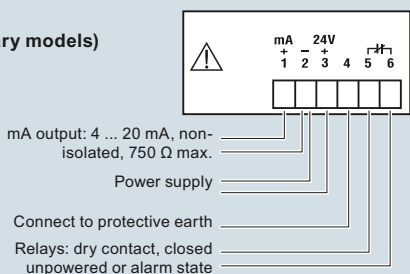 ry models)
mA 24V
+ – +
1 2 3 4 5 6
mA output: 4 ... 20 mA, non-
isolated, 750 Ω max.
Power supply
Connect to protective earth
Relays: dry contact, closed
unpowered or alarm state